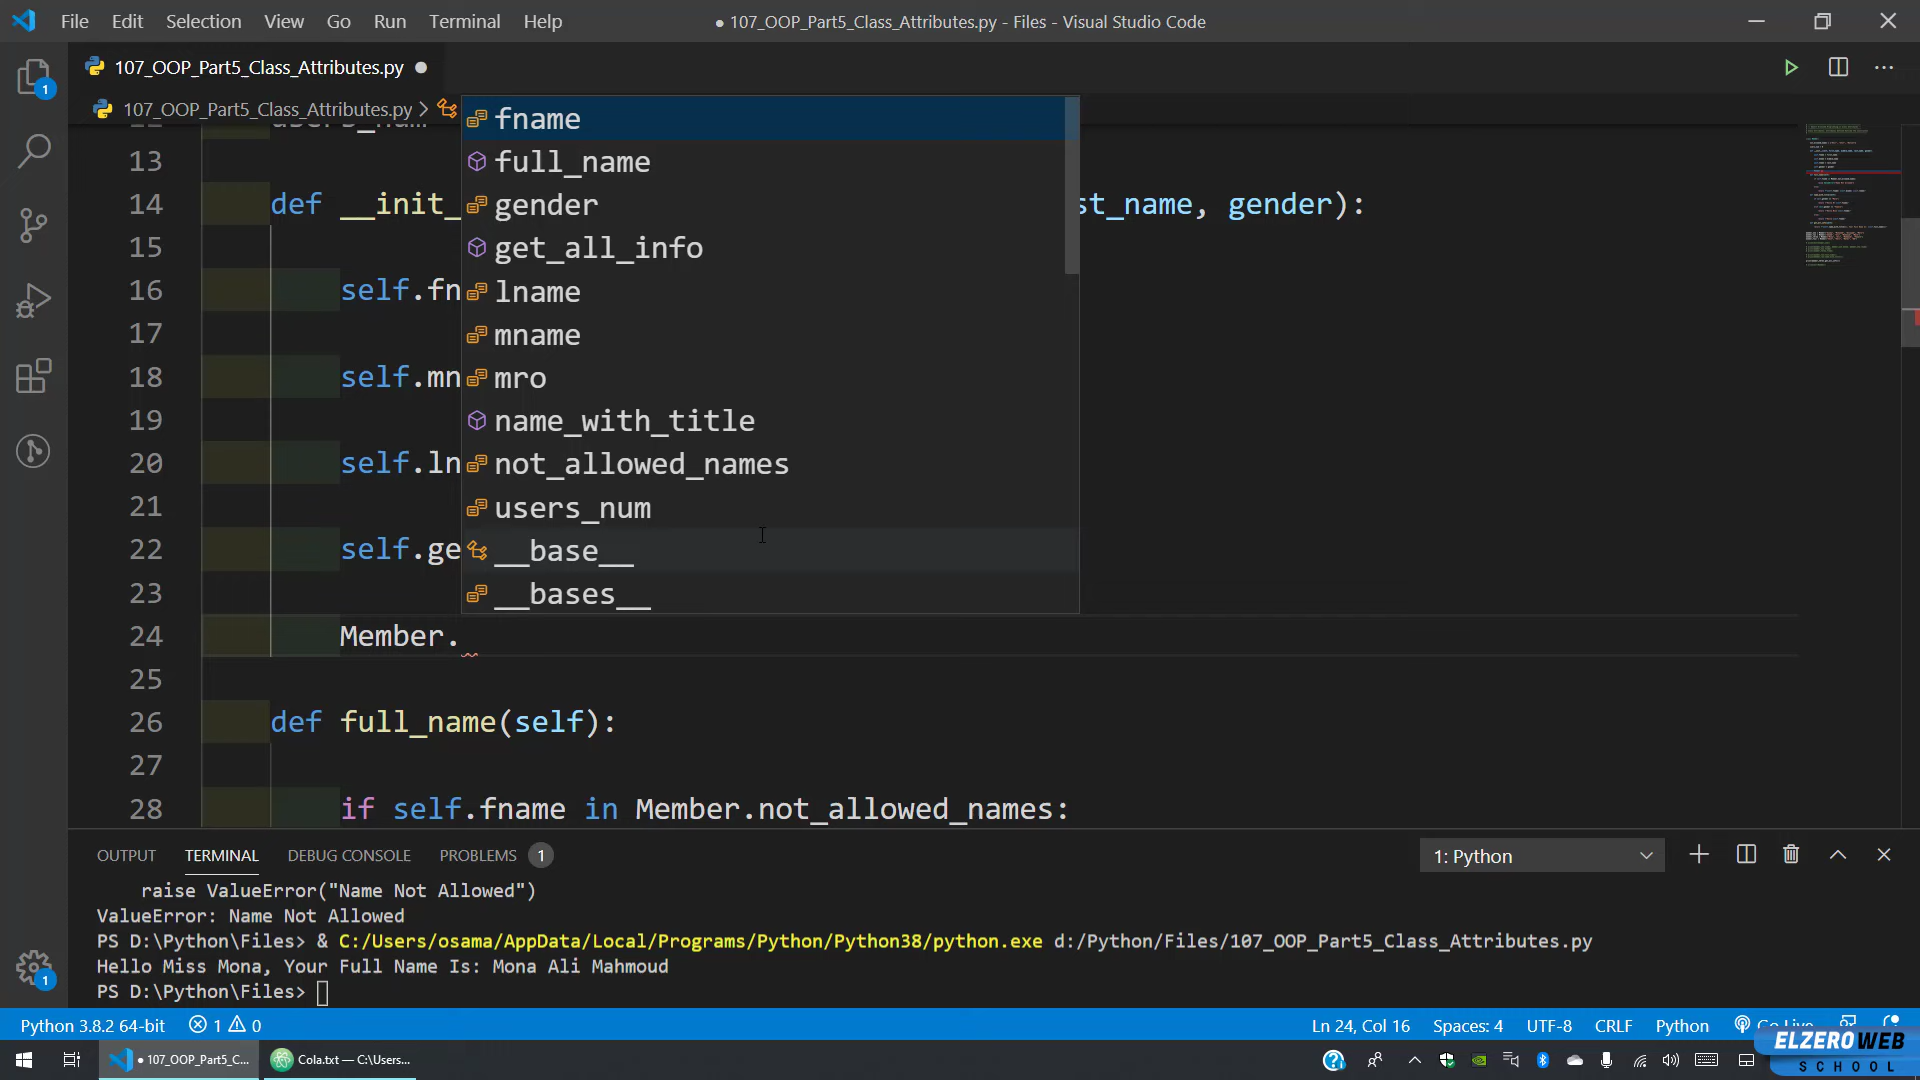 File Edit Selection View Go Run Terminal Help ● 107_OOP_Part5_Class_Attributes.py - Files - Visual Studio Code
107_OOP_Part5_Class_Attributes.py
107_OOP_Part5_Class_Attributes.py >
fname
13
full_name
14 def __init_ st_name, gender):
gender
15
get_all_info
16 self.fn
lname
17
mname
18 self.mn
mro
19
name_with_title
20 self.ln
not_allowed_names
21
users_num
22 self.ge
__base__
23
__bases__
24 Member.
25
26 def full_name(self):
27
28 if self.fname in Member.not_allowed_names:
OUTPUT TERMINAL DEBUG CONSOLE PROBLEMS 1 1: Python
raise ValueError("Name Not Allowed")
ValueError: Name Not Allowed
PS D:\Python\Files> & C:/Users/osama/AppData/Local/Programs/Python/Python38/python.exe d:/Python/Files/107_OOP_Part5_Class_Attributes.py
Hello Miss Mona, Your Full Name Is: Mona Ali Mahmoud
PS D:\Python\Files>
Python 3.8.2 64-bit 1 0 Ln 24, Col 16 Spaces: 4 UTF-8 CRLF Python Go Live
● 107_OOP_Part5_C... Cola.txt — C:\Users...
ELZEROWEB
SCHOOL